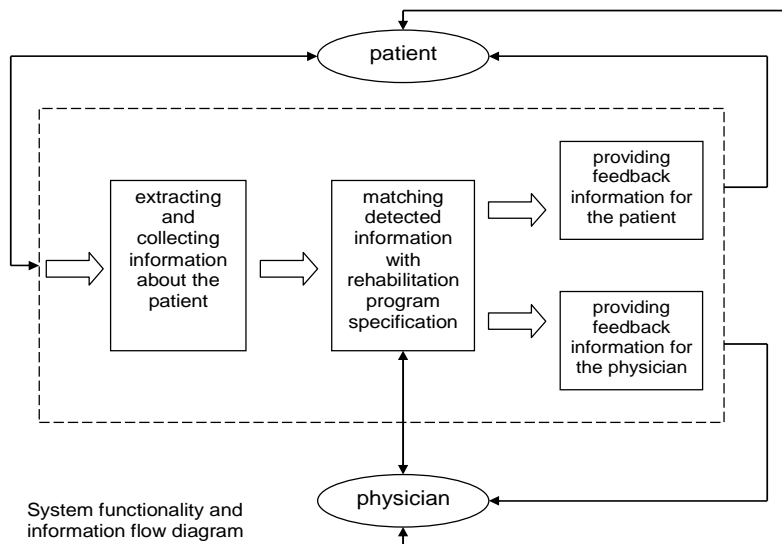 patient
extracting
and
collecting
information
about the
patient
matching
detected
information
with
rehabilitation
program
specification
providing
feedback
information for
the patient
providing
feedback
information for
the physician
physician
System functionality and
information flow diagram